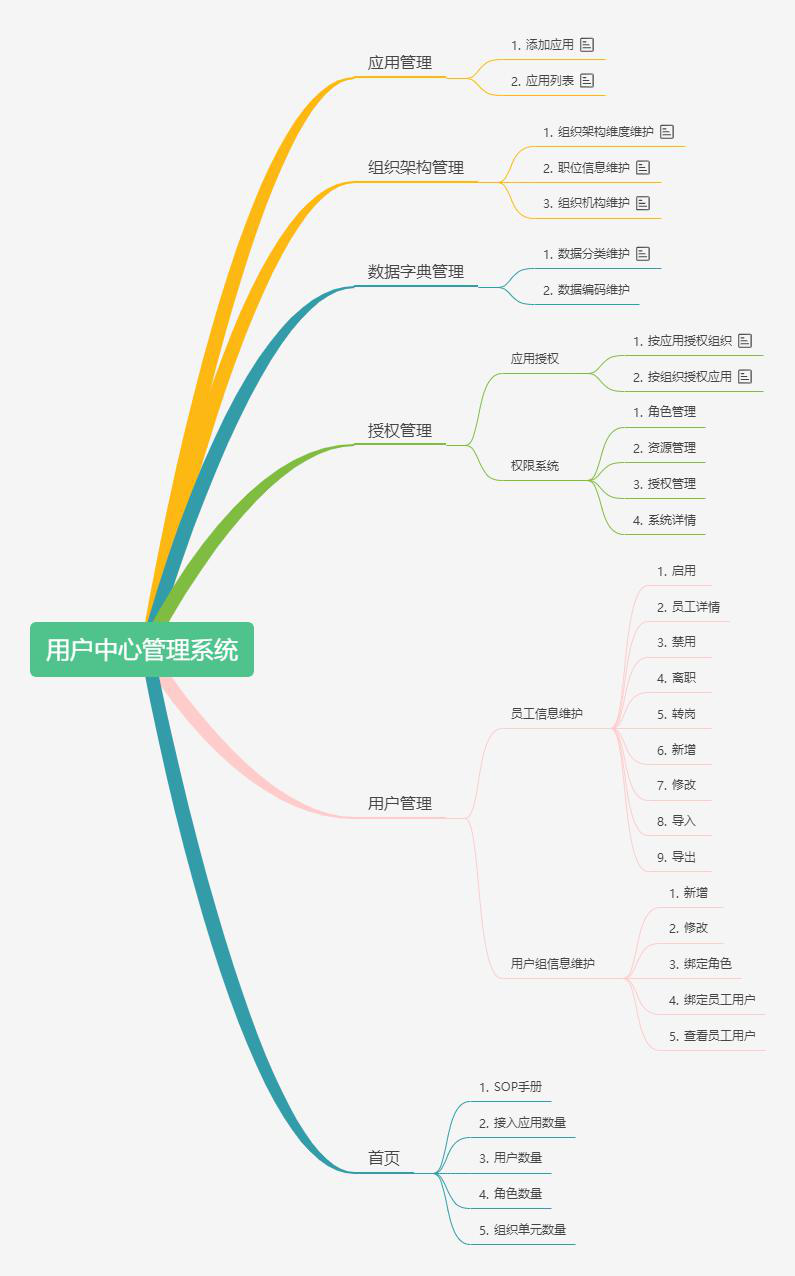 用户中心管理系统
应用管理
1. 添加应用
2. 应用列表
组织架构管理
1. 组织架构维度维护
2. 职位信息维护
3. 组织机构维护
数据字典管理
1. 数据分类维护
2. 数据编码维护
授权管理
应用授权
1. 按应用授权组织
2. 按组织授权应用
权限系统
1. 角色管理
2. 资源管理
3. 授权管理
4. 系统详情
用户管理
员工信息维护
1. 启用
2. 员工详情
3. 禁用
4. 离职
5. 转岗
6. 新增
7. 修改
8. 导入
9. 导出
用户组信息维护
1. 新增
2. 修改
3. 绑定角色
4. 绑定员工用户
5. 查看员工用户
首页
1. SOP手册
2. 接入应用数量
3. 用户数量
4. 角色数量
5. 组织单元数量